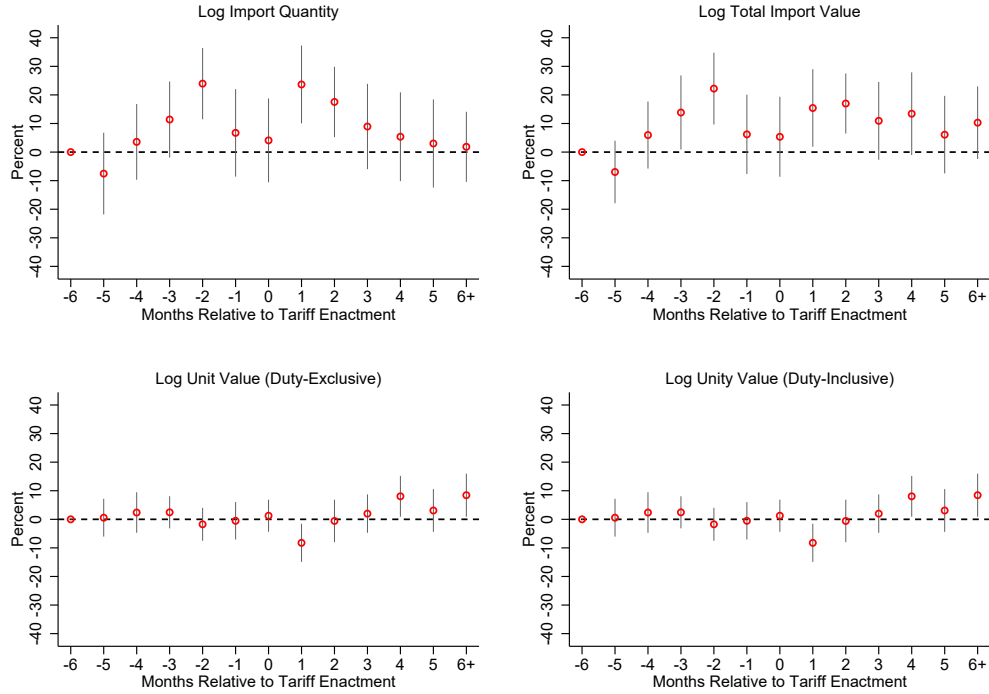 Log Import Quantity
Percent
40
30
20
10
0
-10
-20
-30
-40
-6 -5 -4 -3 -2 -1 0 1 2 3 4 5 6+
Months Relative to Tariff Enactment
Log Total Import Value
Percent
40
30
20
10
0
-10
-20
-30
-40
-6 -5 -4 -3 -2 -1 0 1 2 3 4 5 6+
Months Relative to Tariff Enactment
Log Unit Value (Duty-Exclusive)
Percent
40
30
20
10
0
-10
-20
-30
-40
-6 -5 -4 -3 -2 -1 0 1 2 3 4 5 6+
Months Relative to Tariff Enactment
Log Unity Value (Duty-Inclusive)
Percent
40
30
20
10
0
-10
-20
-30
-40
-6 -5 -4 -3 -2 -1 0 1 2 3 4 5 6+
Months Relative to Tariff Enactment